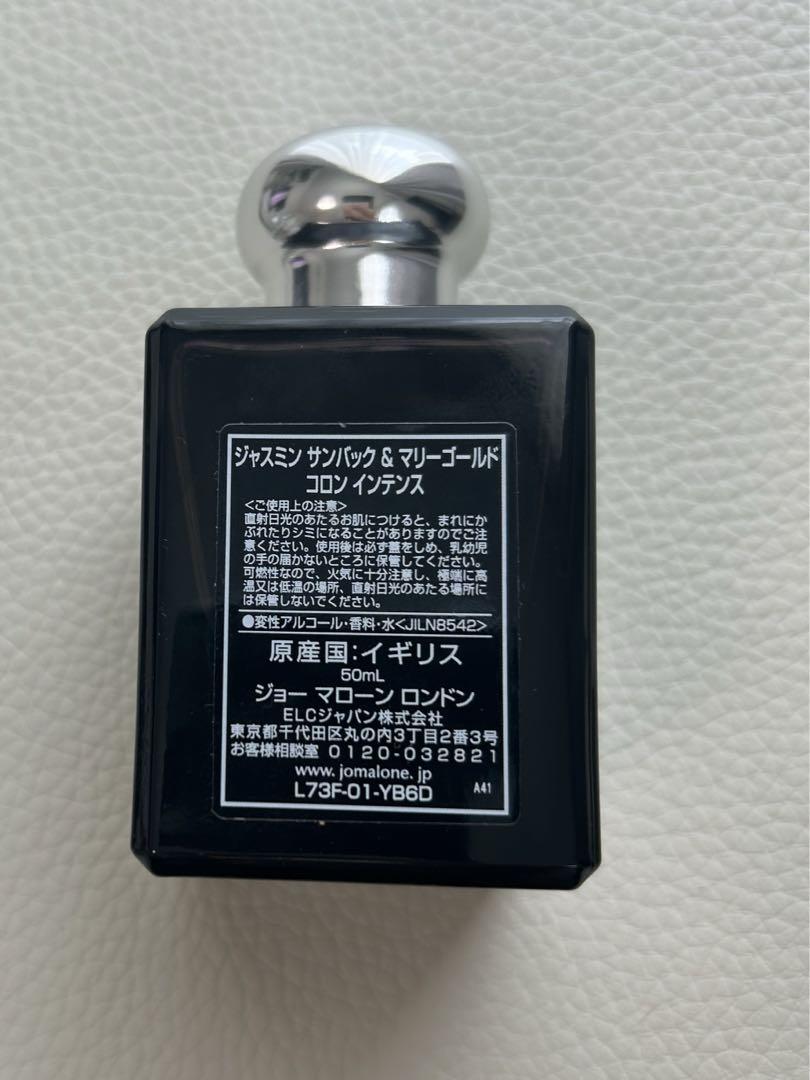 ジャスミン サンバック & マリーゴールド
コロン インテンス
<ご使用上の注意>
直射日光のあたるお肌につけると、まれにか
ぶれたりシミになることがありますのでご注
意ください。使用後は必ず蓋をしめ、乳幼児
の手の届かないところに保管してください。
可燃性なので、火気に十分注意し、極端に高
温又は低温の場所、直射日光のあたる場所に
は保管しないでください。
●変性アルコール・香料・水<JILN8542>
原産国:イギリス
50mL
ジョー マローン ロンドン
ELCジャパン株式会社
東京都千代田区丸の内3丁目2番3号
お客様相談室 0120-032821
www.jomalone.jp
L73F-01-YB6D A41